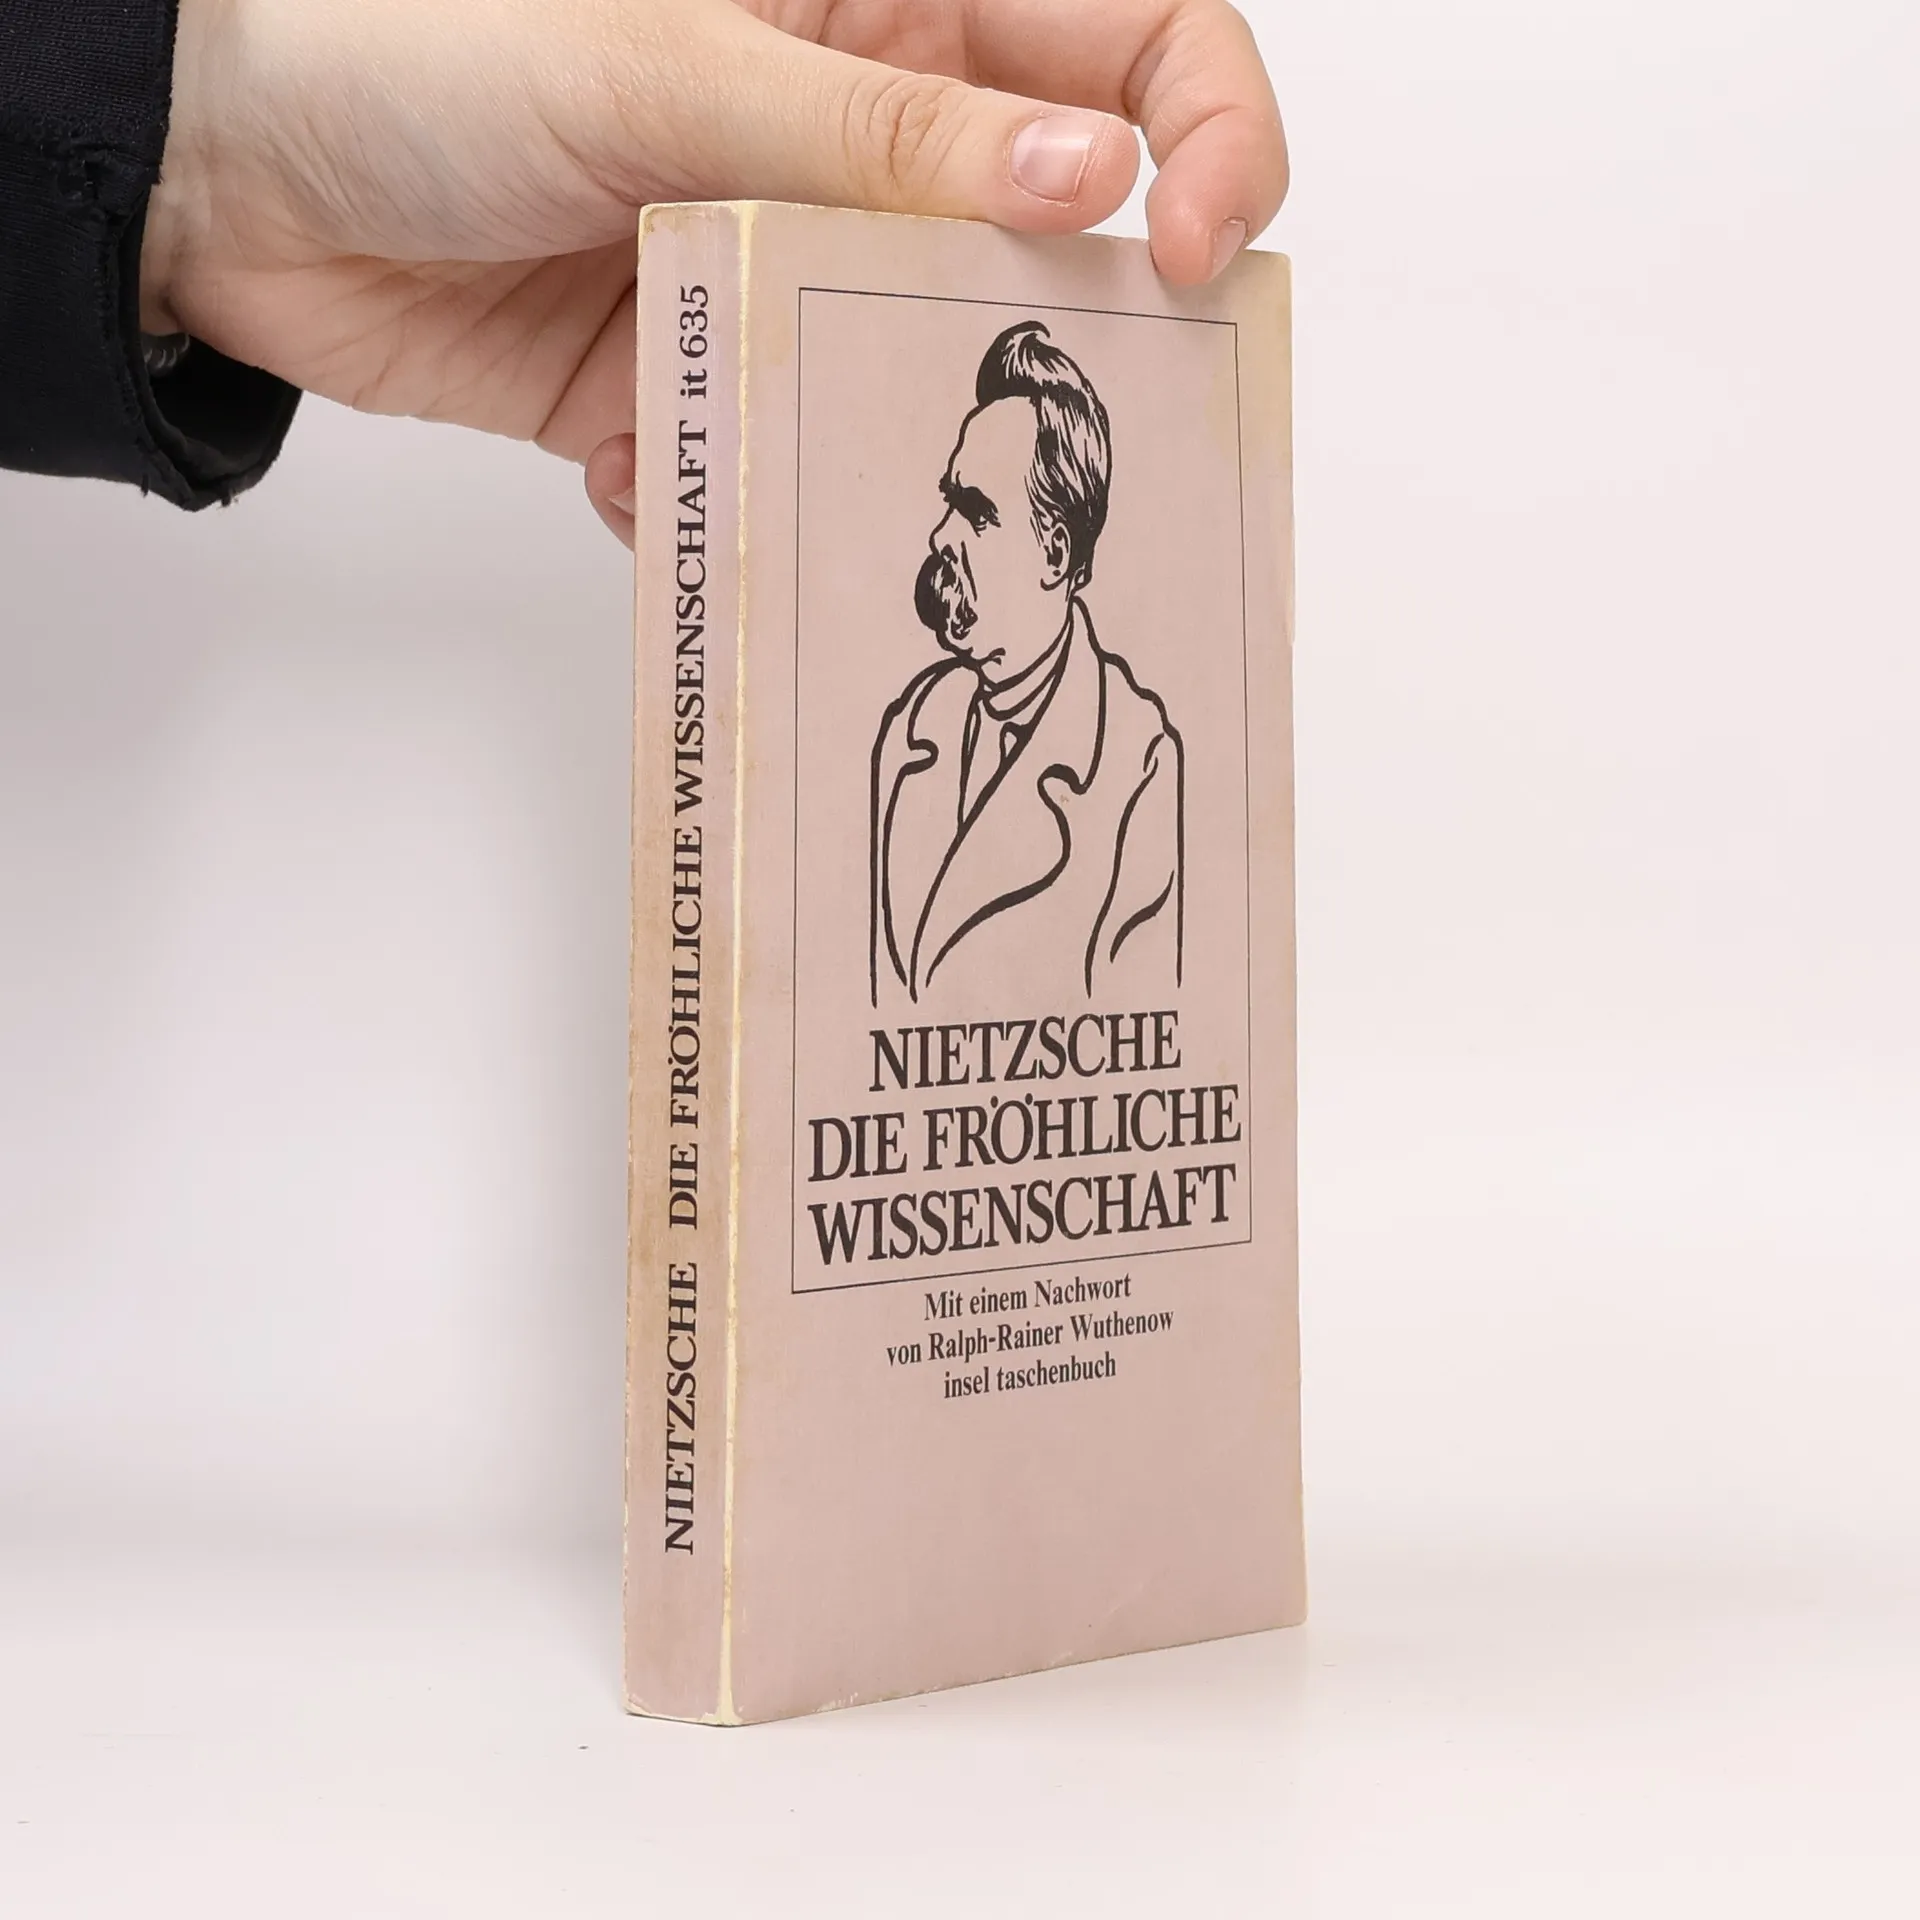 NIETZSCHE DIE FRÖHLICHE WISSENSCHAFT it 635
NIETZSCHE
DIE FRÖHLICHE
WISSENSCHAFT
Mit einem Nachwort
von Ralph-Rainer Wuthenow
insel taschenbuch